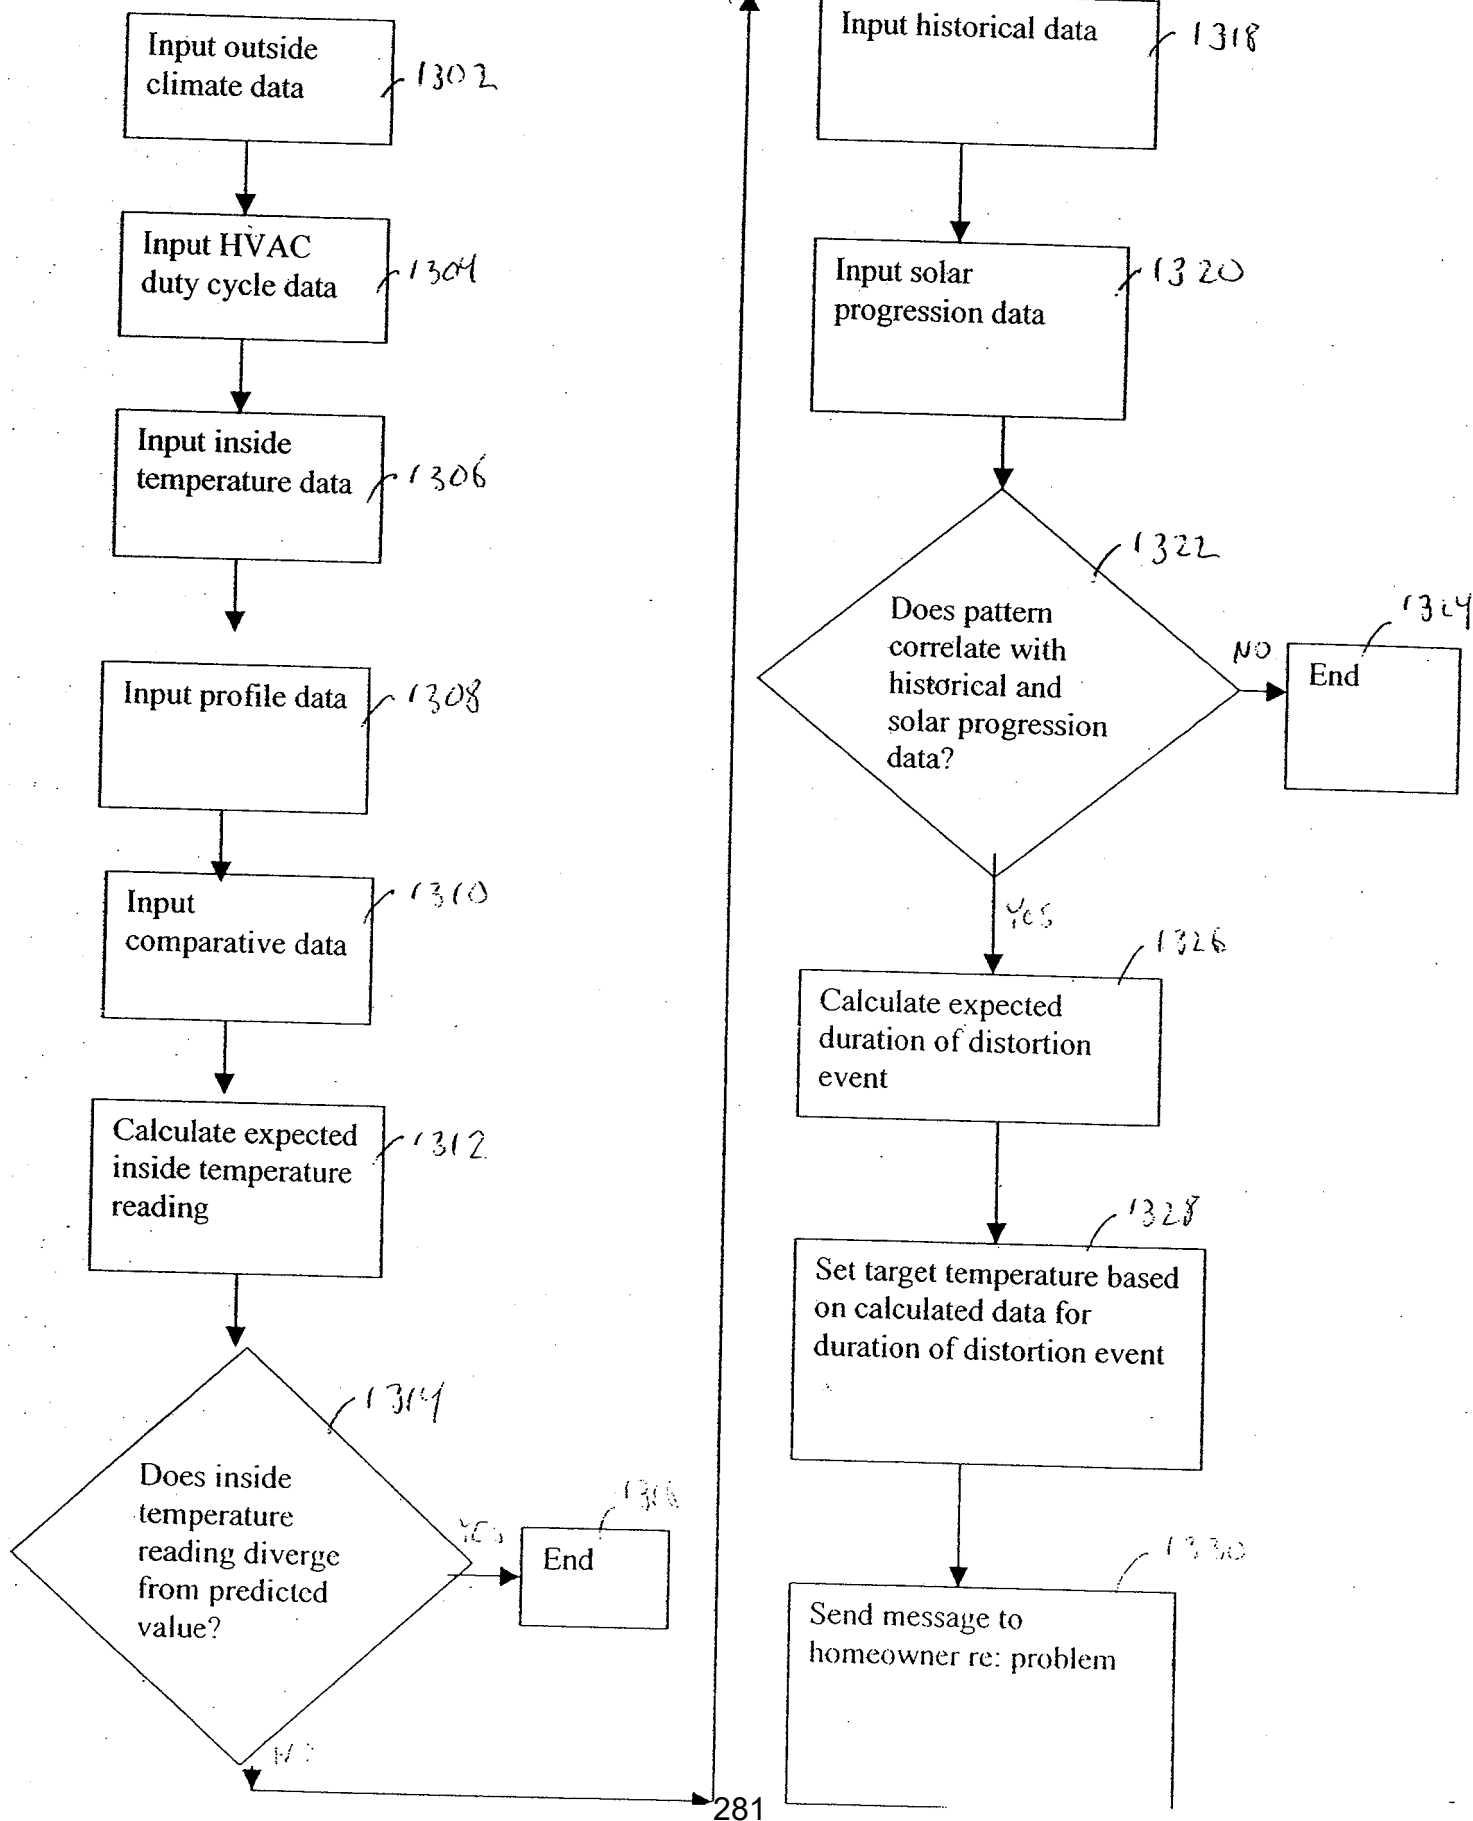 Input outside
climate data
1302
Input HVAC
duty cycle data
1304
Input inside
temperature data
1306
Input profile data
1308
Input
comparative data
1310
Calculate expected
inside temperature
reading
1312
1314
Does inside
temperature
reading diverge
from predicted
value?
YES
1316
End
NO
Input historical data
1318
Input solar
progression data
1320
1322
Does pattern
correlate with
historical and
solar progression
data?
NO
1324
End
Yes
1326
Calculate expected
duration of distortion
event
1328
Set target temperature based
on calculated data for
duration of distortion event
1330
Send message to
homeowner re: problem
281